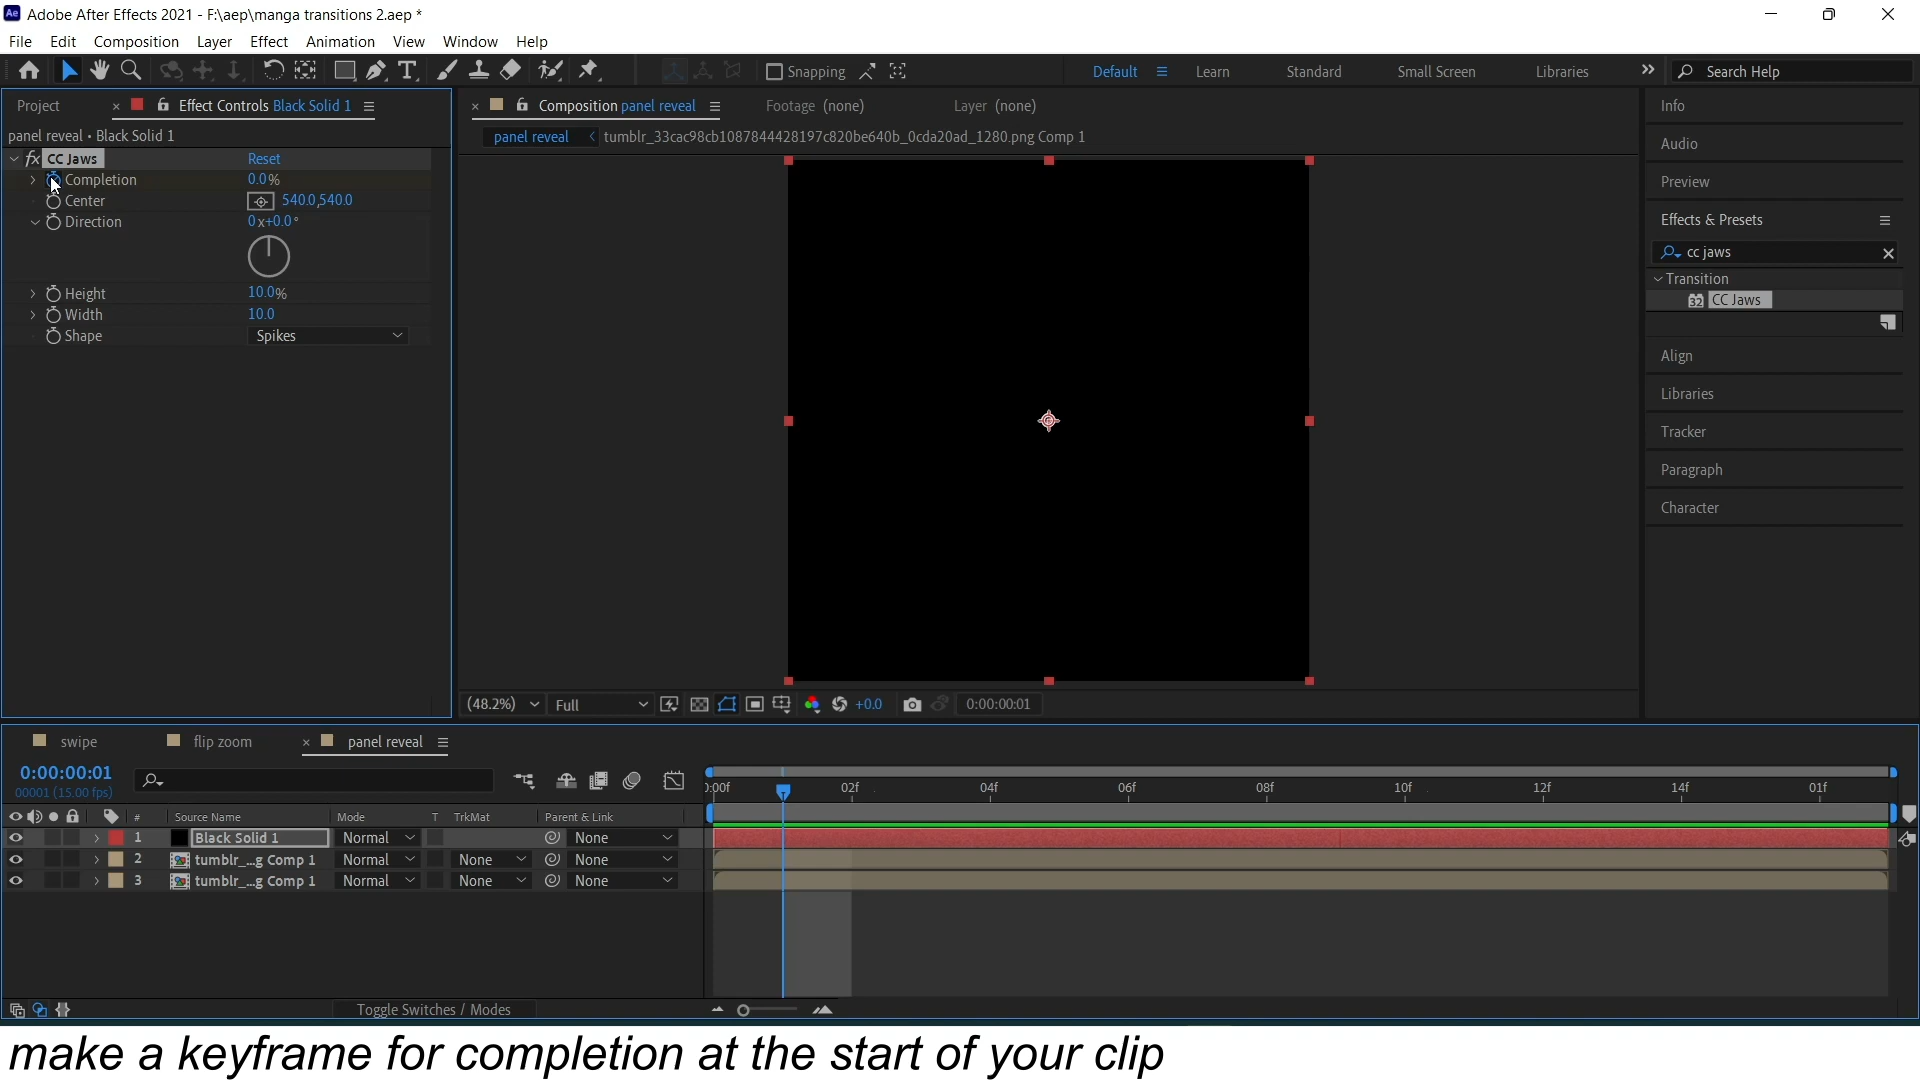 Ae Adobe After Effects 2021 - F:\aep\manga transitions 2.aep *
File Edit Composition Layer Effect Animation View Window Help
Snapping Default Learn Standard Small Screen Libraries Search Help
Project Effect Controls Black Solid 1 Composition panel reveal Footage (none) Layer (none) Info
panel reveal • Black Solid 1 panel reveal tumblr_33cac98cb1087844428197c820be640b_0cda20ad_1280.png Comp 1
Audio
fx CC Jaws Reset
Completion 0.0%
Preview
Center 540.0,540.0
Direction 0x+0.0°
Effects & Presets
cc jaws
Transition
32 CC Jaws
Height 10.0%
Width 10.0
Shape Spikes
Align
Libraries
Tracker
Paragraph
Character
(48.2%) Full +0.0 0:00:00:01
swipe flip zoom panel reveal
0:00:00:01
00001 (15.00 fps)
0:00f 02f 04f 06f 08f 10f 12f 14f 01f
# Source Name Mode T TrkMat Parent & Link
1 Black Solid 1 Normal None
2 tumblr_...g Comp 1 Normal None None
3 tumblr_...g Comp 1 Normal None None
Toggle Switches / Modes
make a keyframe for completion at the start of your clip